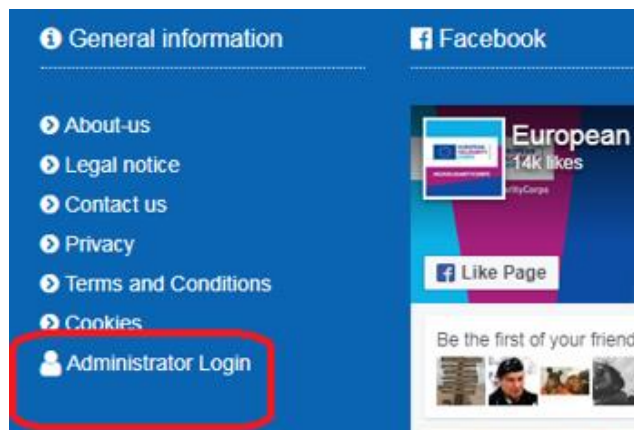 General information
About-us
Legal notice
Contact us
Privacy
Terms and Conditions
Cookies
Administrator Login
Facebook
European
14k likes
Like Page
Be the first of your friend